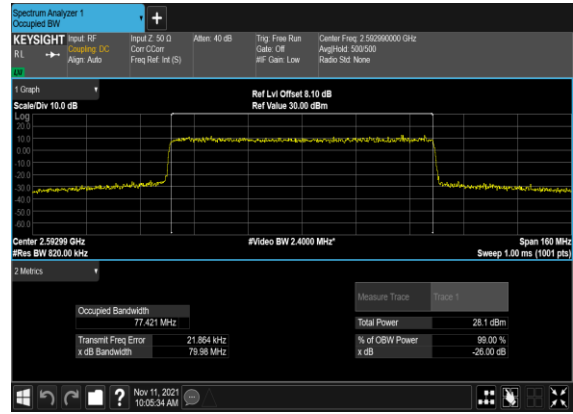 Spectrum Analyzer 1
Occupied BW
KEYSIGHT Input: RF Input Z: 50 Ω Atten: 40 dB Trig: Free Run Center Freq: 2.592990000 GHz
RL Coupling: DC Corr CCorr Gate: Off Avg|Hold: 500/500
Align: Auto Freq Ref: Int (S) #IF Gain: Low Radio Std: None
LXI
1 Graph
Scale/Div 10.0 dB Ref Lvl Offset 8.10 dB
Ref Value 30.00 dBm
Log
20.0
10.0
0.00
-10.0
-20.0
-30.0
-40.0
-50.0
-60.0
Center 2.59299 GHz #Video BW 2.4000 MHz* Span 160 MHz
#Res BW 820.00 kHz Sweep 1.00 ms (1001 pts)
2 Metrics
Measure Trace Trace 1
Occupied Bandwidth
77.421 MHz Total Power 28.1 dBm
Transmit Freq Error 21.864 kHz % of OBW Power 99.00 %
x dB Bandwidth 79.98 MHz x dB -26.00 dB
? Nov 11, 2021
10:05:34 AM